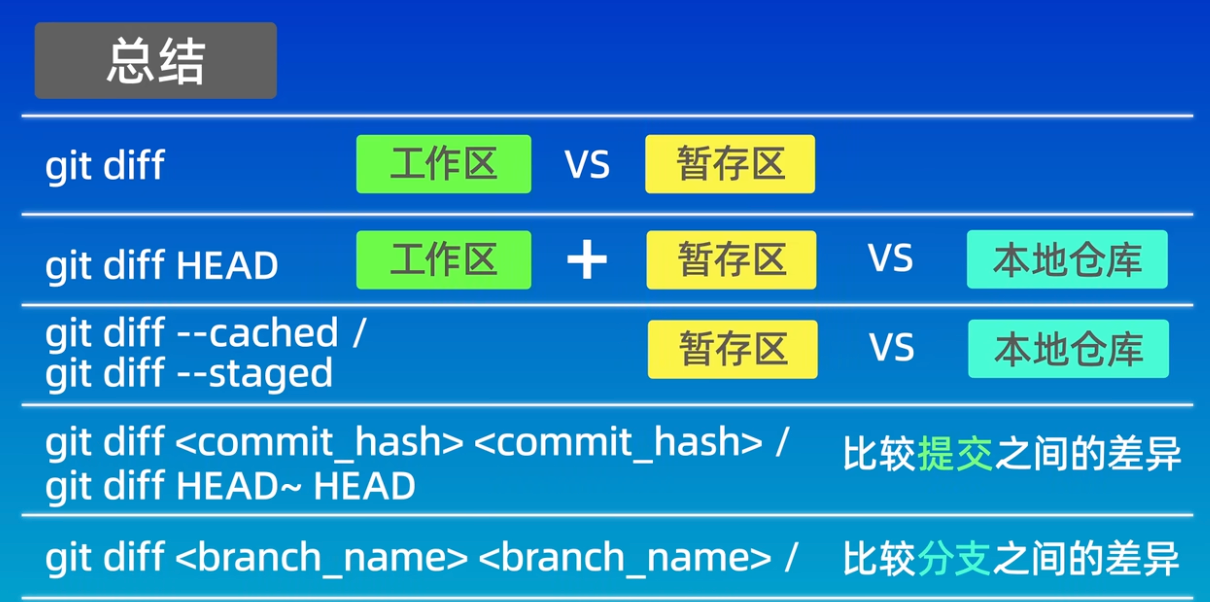 总结
git diff 工作区 VS 暂存区
git diff HEAD 工作区 + 暂存区 VS 本地仓库
git diff --cached /
git diff --staged 暂存区 VS 本地仓库
git diff <commit_hash> <commit_hash> /
git diff HEAD~ HEAD 比较提交之间的差异
git diff <branch_name> <branch_name> / 比较分支之间的差异